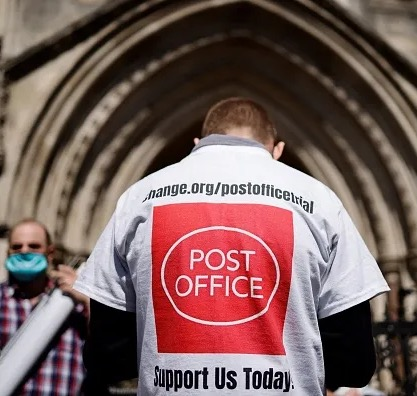 change.org/postofficetrial
POST
OFFICE
Support Us Today!